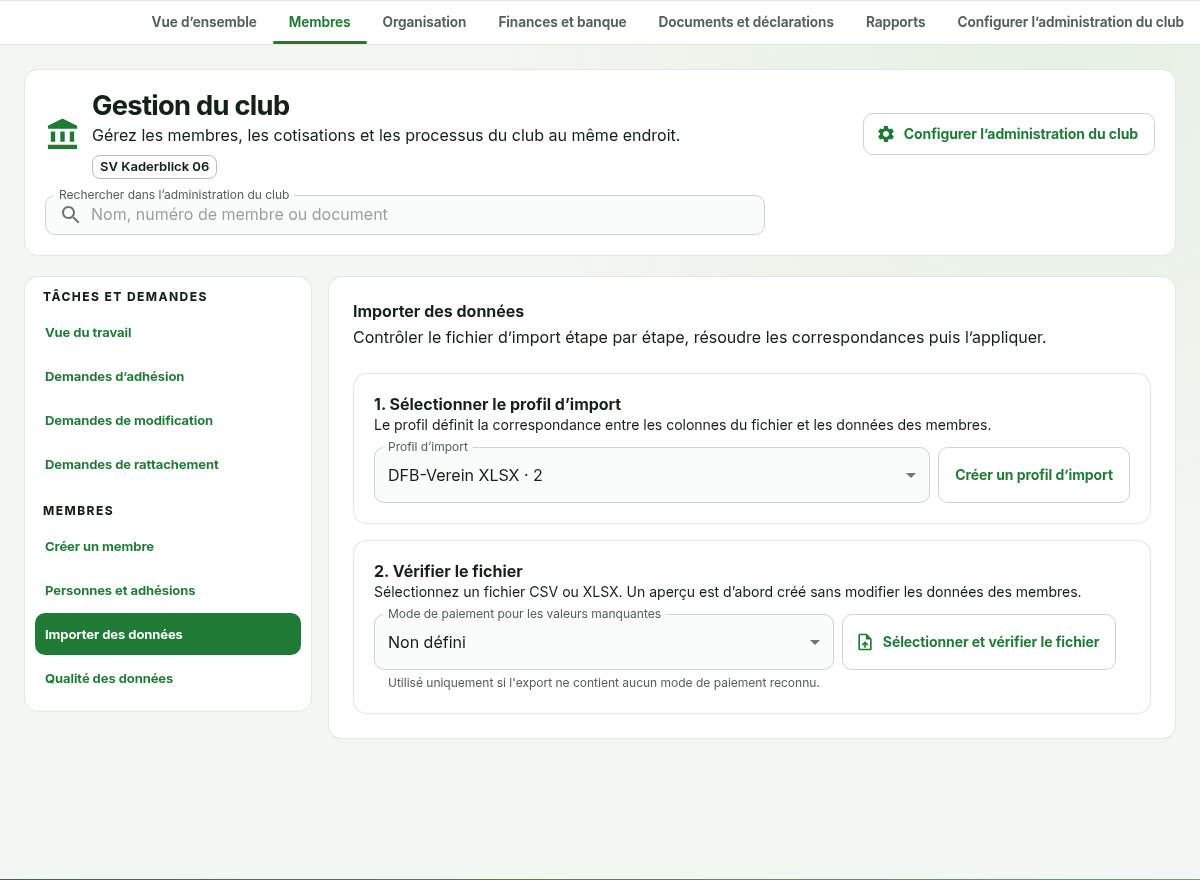 Vue d’ensemble
Membres
Organisation
Finances et banque
Documents et déclarations
Rapports
Configurer l’administration du club
Gestion du club
Gérez les membres, les cotisations et les processus du club au même endroit.
SV Kaderblick 06
Configurer l’administration du club
Rechercher dans l’administration du club
Nom, numéro de membre ou document
TÂCHES ET DEMANDES
Vue du travail
Demandes d’adhésion
Demandes de modification
Demandes de rattachement
MEMBRES
Créer un membre
Personnes et adhésions
Importer des données
Qualité des données
Importer des données
Contrôler le fichier d’import étape par étape, résoudre les correspondances puis l’appliquer.
1. Sélectionner le profil d’import
Le profil définit la correspondance entre les colonnes du fichier et les données des membres.
Profil d’import
DFB-Verein XLSX · 2
Créer un profil d’import
2. Vérifier le fichier
Sélectionnez un fichier CSV ou XLSX. Un aperçu est d’abord créé sans modifier les données des membres.
Mode de paiement pour les valeurs manquantes
Non défini
Sélectionner et vérifier le fichier
Utilisé uniquement si l'export ne contient aucun mode de paiement reconnu.